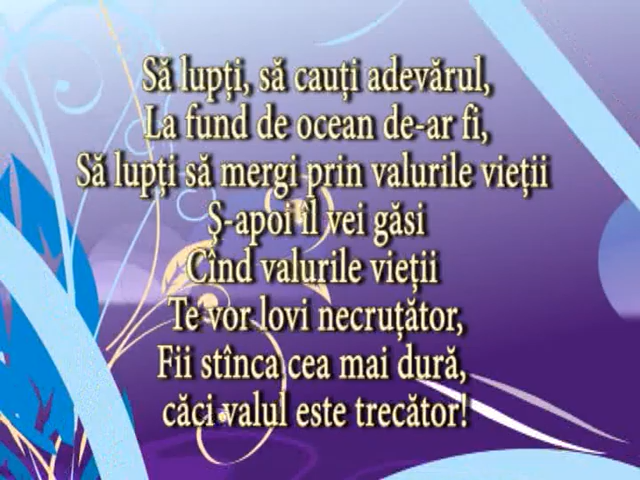 Să lupți, să cauți adevărul,
La fund de ocean de-ar fi,
Să lupți să mergi prin valurile vieții
Ș-apoi îl vei găsi
Cînd valurile vieții
Te vor lovi necruțător,
Fii stînca cea mai dură,
căci valul este trecător!